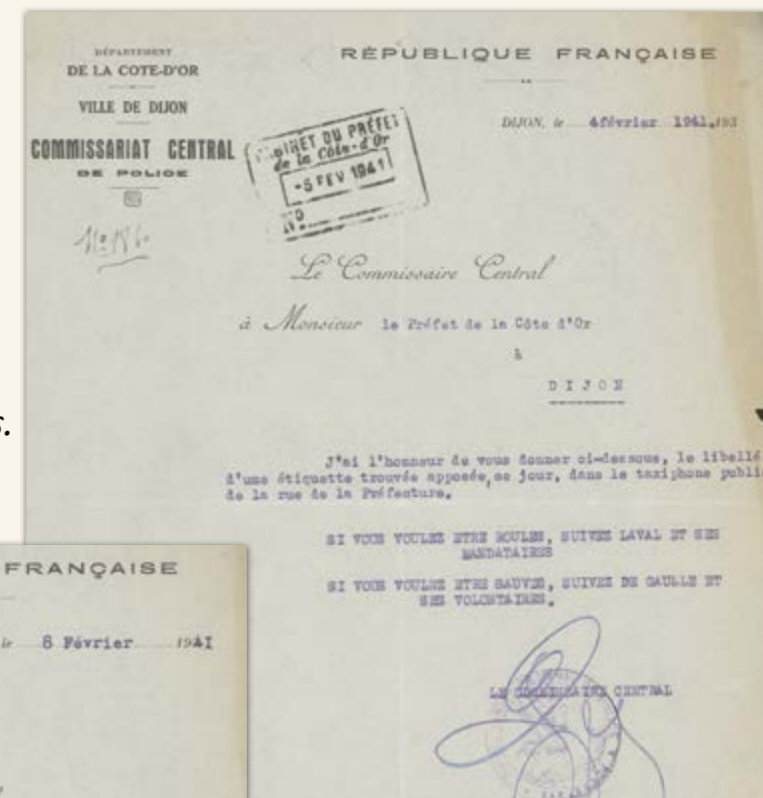 DÉPARTEMENT
DE LA COTE-D'OR
VILLE DE DIJON
COMMISSARIAT CENTRAL
DE POLICE
RÉPUBLIQUE FRANÇAISE
DIJON, le 4février 1941,193
CABINET DU PRÉFET
de la Côte-d'Or
-5 FEV 1941
N°
Le Commissaire Central
à Monsieur le Préfet de la Côte d'Or
à
DIJON
J'ai l'honneur de vous donner ci-dessous, le libellé
d'une étiquette trouvée apposée, ce jour, dans le taxiphone publi
de la rue de la Préfecture.
SI VOUS VOULEZ ETRE ROULES, SUIVEZ LAVAL ET SES
MANDATAIRES
SI VOUS VOULEZ ETRE SAUVES, SUIVEZ DE GAULLE ET
SES VOLONTAIRES.
LE COMMISSAIRE CENTRAL
s.
FRANÇAISE
le 8 Février 1941